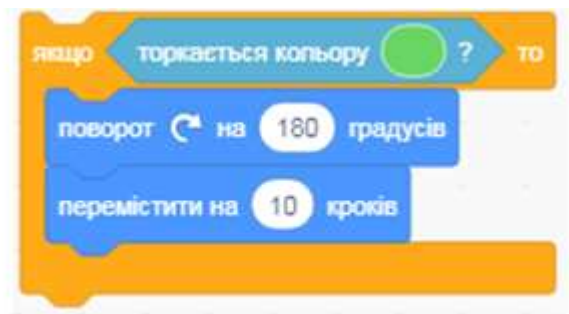 якщо торкається кольору ? то
поворот на 180 градусів
перемістити на 10 кроків